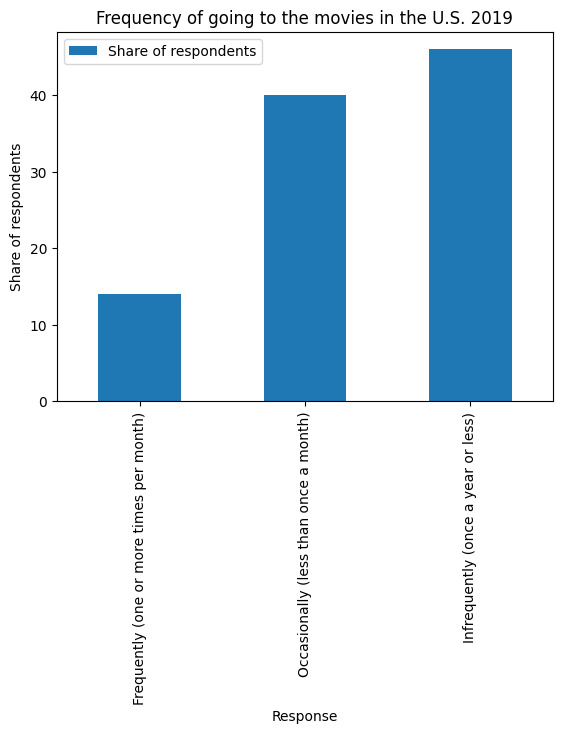 Frequency of going to the movies in the U.S. 2019
Share of respondents
Share of respondents
40
30
20
10
0
Frequently (one or more times per month)
Occasionally (less than once a month)
Infrequently (once a year or less)
Response